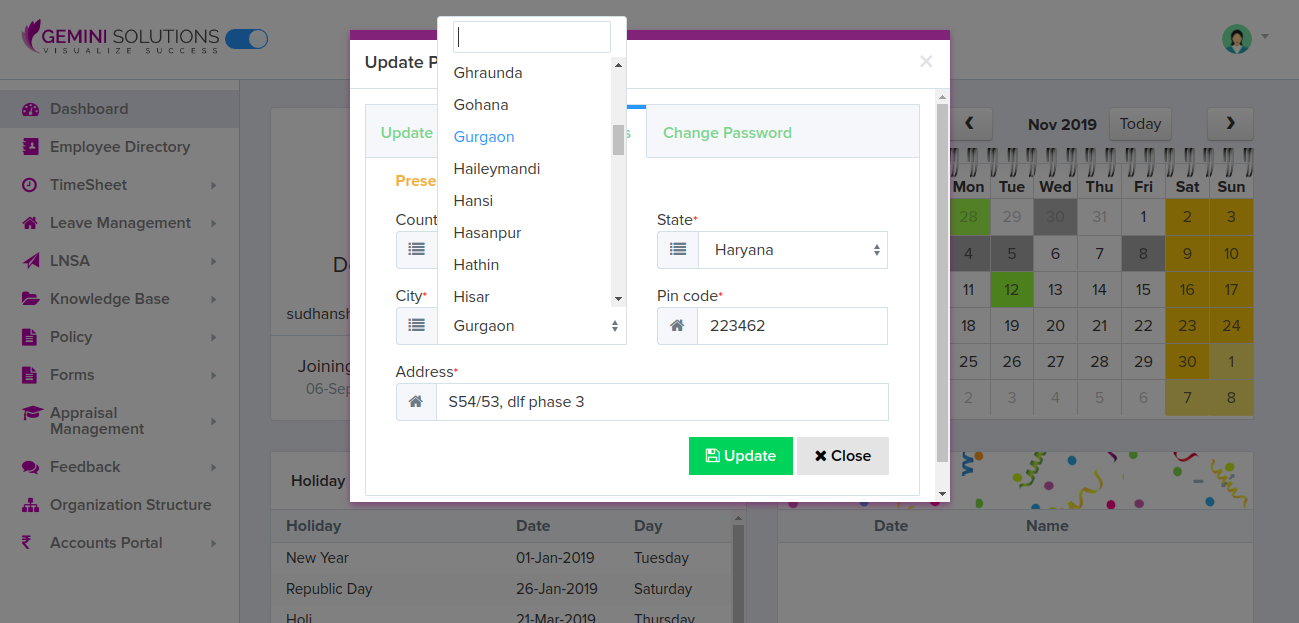 GEMINI SOLUTIONS
VISUALIZE SUCCESS
Dashboard
Employee Directory
TimeSheet
Leave Management
LNSA
Knowledge Base
Policy
Forms
Appraisal
Management
Feedback
Organization Structure
Accounts Portal
Update P
×
Update
s
Change Password
Prese
Ghraunda
Gohana
Gurgaon
Haileymandi
Hansi
Hasanpur
Hathin
Hisar
Count
State*
Haryana
City*
Gurgaon
Pin code*
223462
Address*
S54/53, dlf phase 3
Update
Close
D
sudhansh
Joining
06-Sep
Nov 2019
Today
Mon Tue Wed Thu Fri Sat Sun
28 29 30 31 1 2 3
4 5 6 7 8 9 10
11 12 13 14 15 16 17
18 19 20 21 22 23 24
25 26 27 28 29 30 1
2 3 4 5 6 7 8
Holiday
Holiday Date Day
New Year 01-Jan-2019 Tuesday
Republic Day 26-Jan-2019 Saturday
Holi 21-Mar-2019 Thursday
Date Name